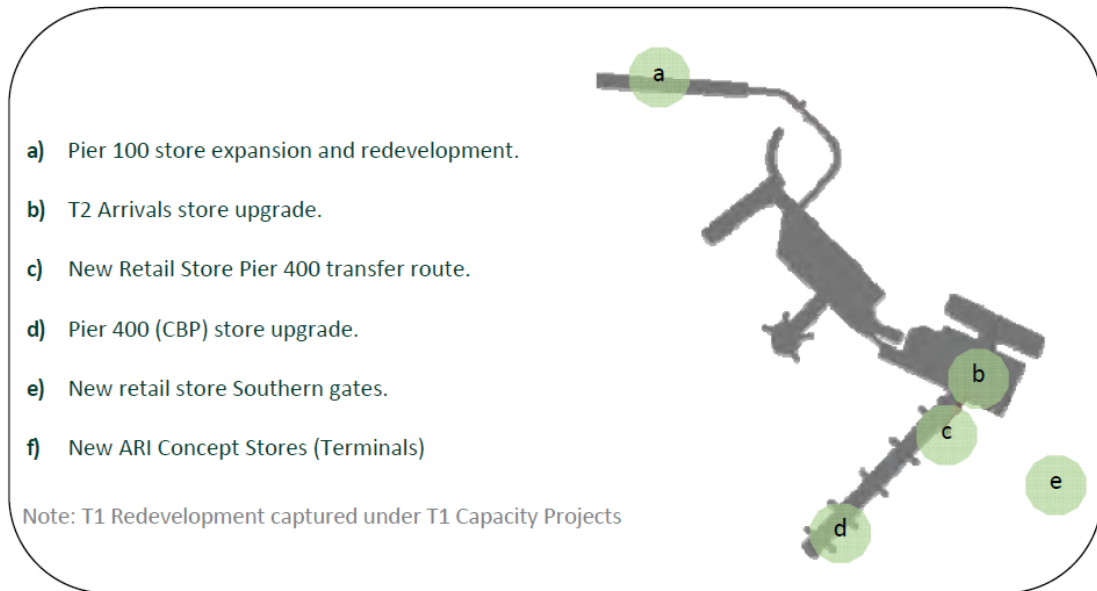 a) Pier 100 store expansion and redevelopment.
b) T2 Arrivals store upgrade.
c) New Retail Store Pier 400 transfer route.
d) Pier 400 (CBP) store upgrade.
e) New retail store Southern gates.
f) New ARI Concept Stores (Terminals)
Note: T1 Redevelopment captured under T1 Capacity Projects
a
b
c
e
d